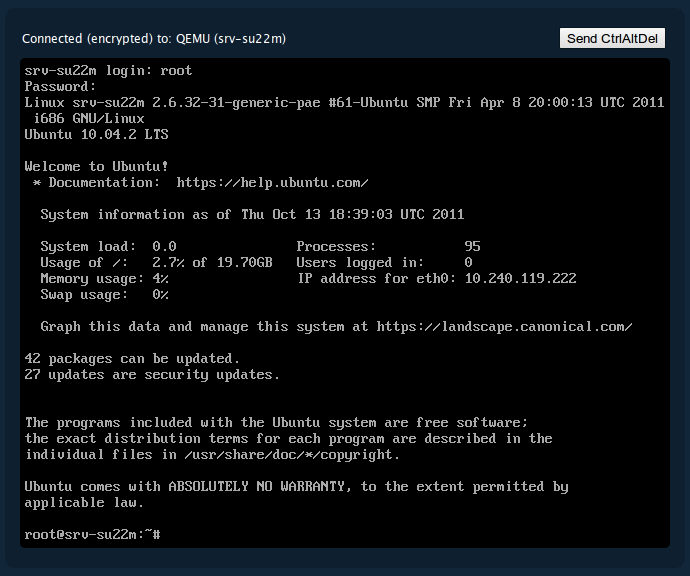 Connected (encrypted) to: QEMU (srv-su22m)
Send CtrlAltDel
srv-su22m login: root
Password:
Linux srv-su22m 2.6.32-31-generic-pae #61-Ubuntu SMP Fri Apr 8 20:00:13 UTC 2011
 i686 GNU/Linux
Ubuntu 10.04.2 LTS

Welcome to Ubuntu!
 * Documentation:  https://help.ubuntu.com/

  System information as of Thu Oct 13 18:39:03 UTC 2011

  System load:  0.0               Processes:           95
  Usage of /:   2.7% of 19.70GB   Users logged in:     0
  Memory usage: 4%                IP address for eth0: 10.240.119.222
  Swap usage:   0%

  Graph this data and manage this system at https://landscape.canonical.com/

42 packages can be updated.
27 updates are security updates.


The programs included with the Ubuntu system are free software;
the exact distribution terms for each program are described in the
individual files in /usr/share/doc/*/copyright.

Ubuntu comes with ABSOLUTELY NO WARRANTY, to the extent permitted by
applicable law.

root@srv-su22m:~#